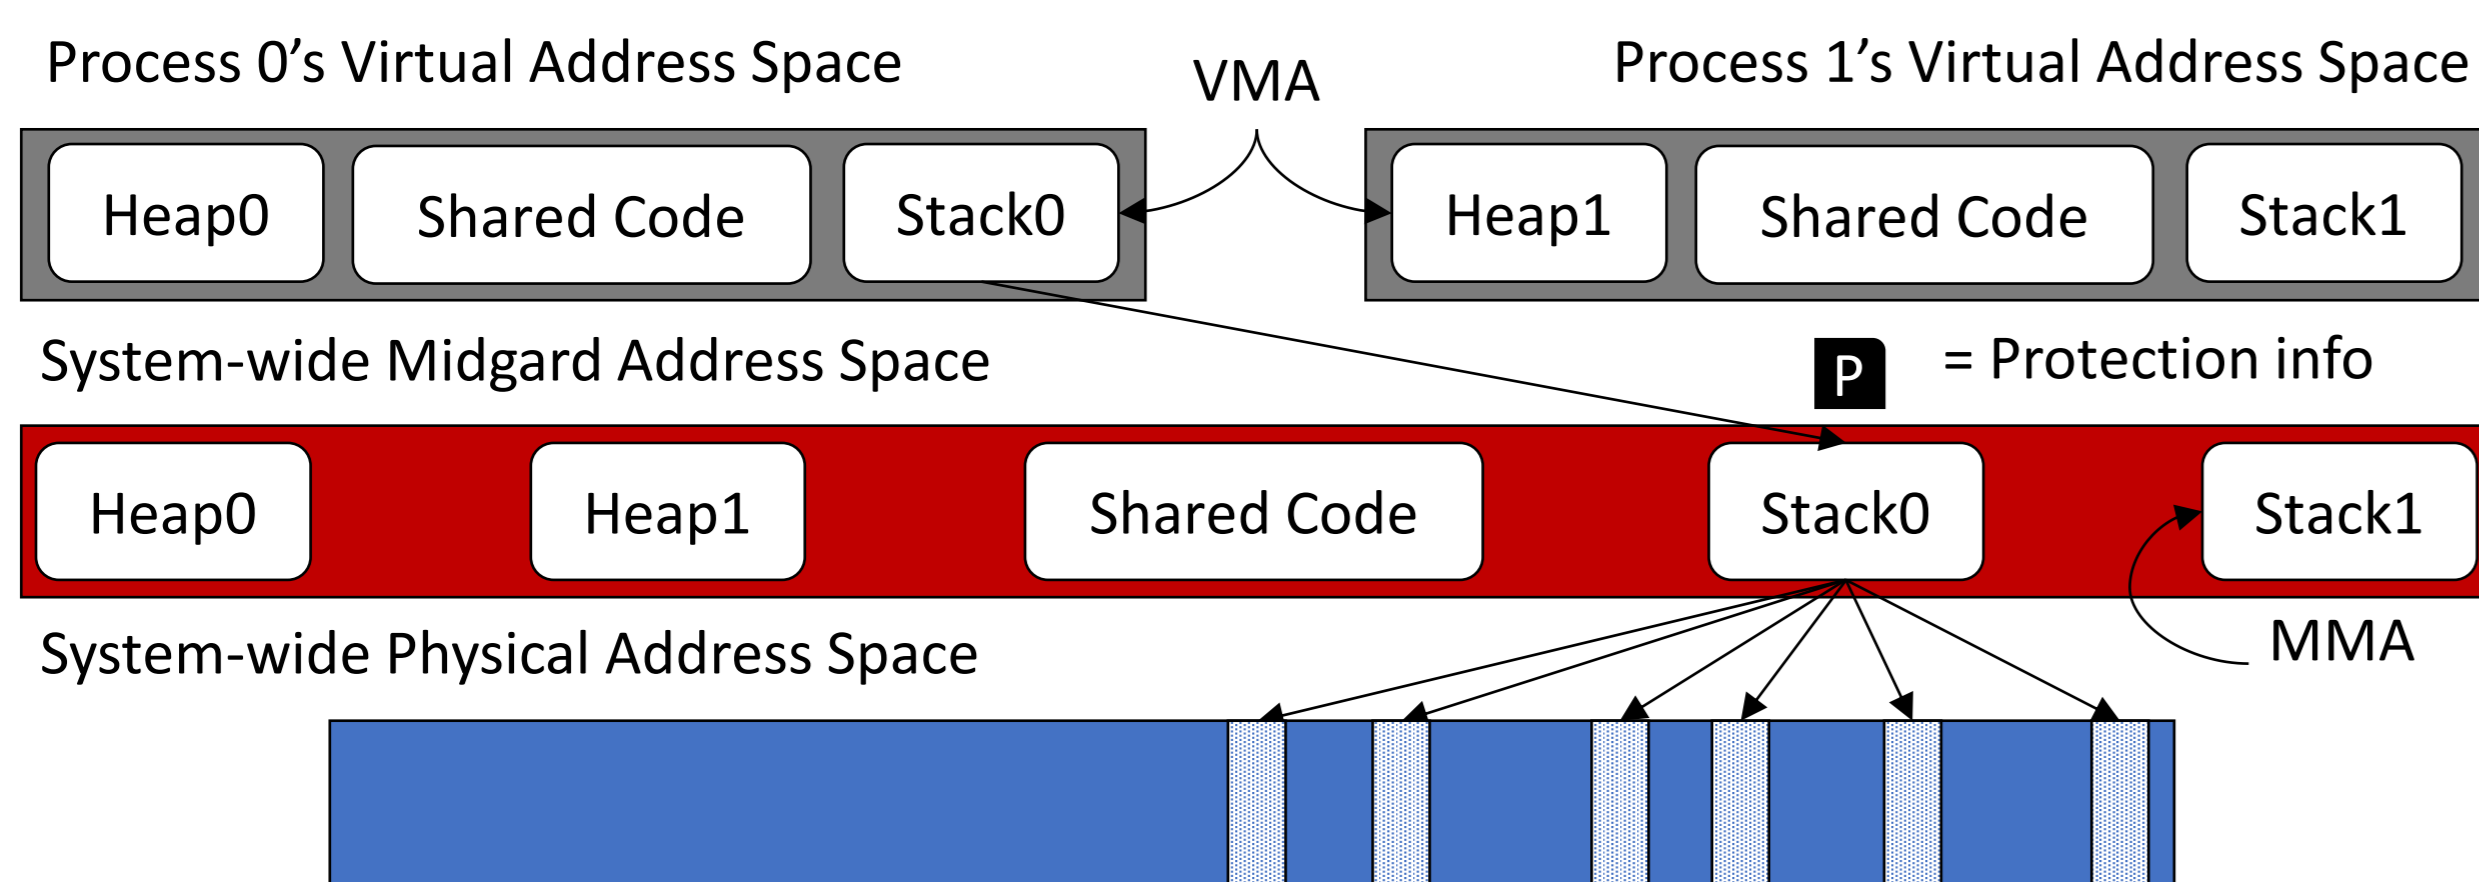 Process 0’s Virtual Address Space
VMA
Process 1’s Virtual Address Space
Heap0
Shared Code
Stack0
Heap1
Shared Code
Stack1
System-wide Midgard Address Space
P = Protection info
Heap0
Heap1
Shared Code
Stack0
Stack1
System-wide Physical Address Space
MMA